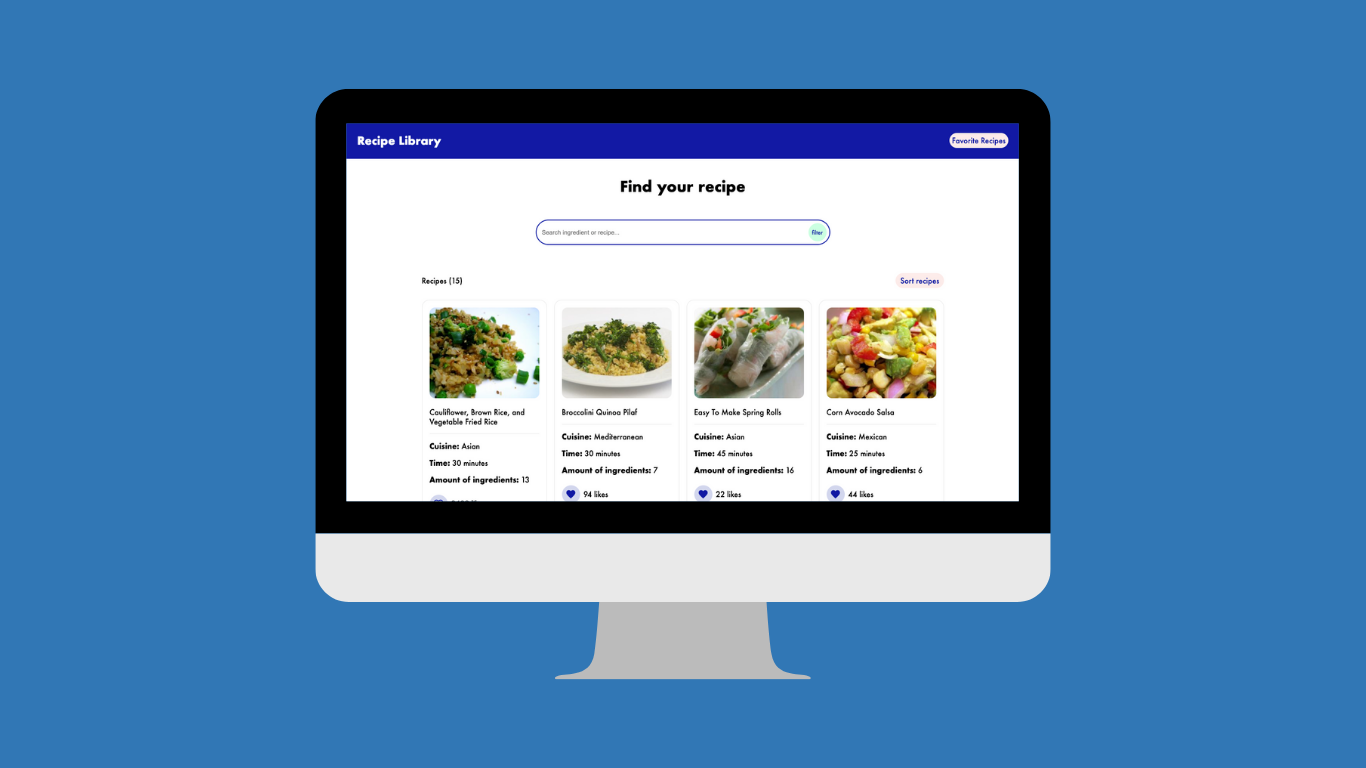 Recipe Library
Favorite Recipes
Find your recipe
Search ingredient or recipe...
Filter
Recipes (15)
Sort recipes
Cauliflower, Brown Rice, and
Vegetable Fried Rice
Cuisine: Asian
Time: 30 minutes
Amount of ingredients: 13
Broccolini Quinoa Pilaf
Cuisine: Mediterranean
Time: 30 minutes
Amount of ingredients: 7
94 likes
Easy To Make Spring Rolls
Cuisine: Asian
Time: 45 minutes
Amount of ingredients: 16
22 likes
Corn Avocado Salsa
Cuisine: Mexican
Time: 25 minutes
Amount of ingredients: 6
44 likes